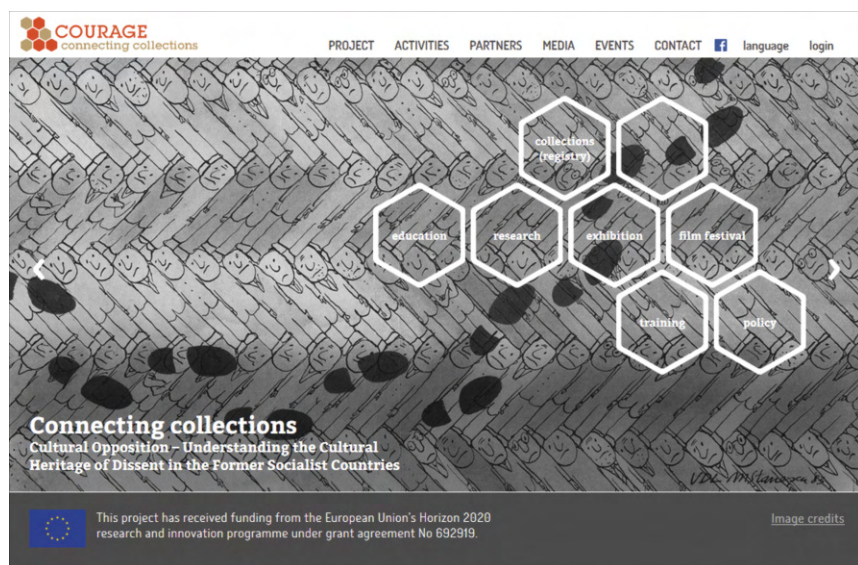 COURAGE
connecting collections
PROJECT ACTIVITIES PARTNERS MEDIA EVENTS CONTACT f language login
collections
(registry)
education research exhibition film festival
training policy
Connecting collections
Cultural Opposition – Understanding the Cultural
Heritage of Dissent in the Former Socialist Countries
This project has received funding from the European Union's Horizon 2020
research and innovation programme under grant agreement No 692919.
Image credits